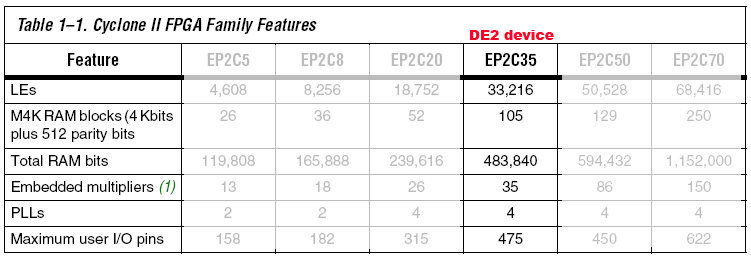 Table 1–1. Cyclone II FPGA Family Features
DE2 device
Feature EP2C5 EP2C8 EP2C20 EP2C35 EP2C50 EP2C70
LEs 4,608 8,256 18,752 33,216 50,528 68,416
M4K RAM blocks (4 Kbits 26 36 52 105 129 250
plus 512 parity bits
Total RAM bits 119,808 165,888 239,616 483,840 594,432 1,152,000
Embedded multipliers (1) 13 18 26 35 86 150
PLLs 2 2 4 4 4 4
Maximum user I/O pins 158 182 315 475 450 622